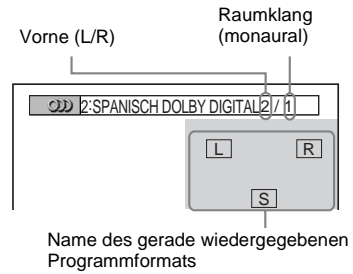 Raumklang
(monaural)
Vorne (L/R)
2:SPANISCH DOLBY DIGITAL 2 / 1
L R
S
Name des gerade wiedergegebenen
Programmformats